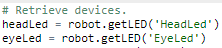 # Retrieve devices.
headLed = robot.getLED('HeadLed')
eyeLed = robot.getLED('EyeLed')